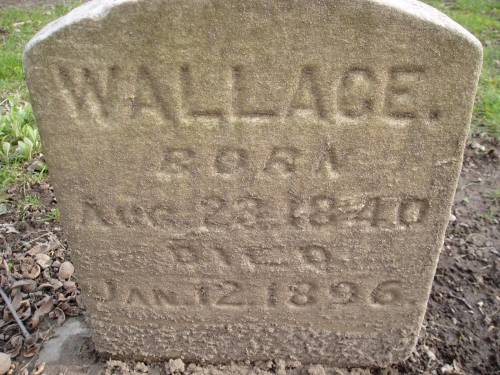 WALLACE.
BORN
AUG. 23, 1840
DIED.
JAN. 12, 1896.